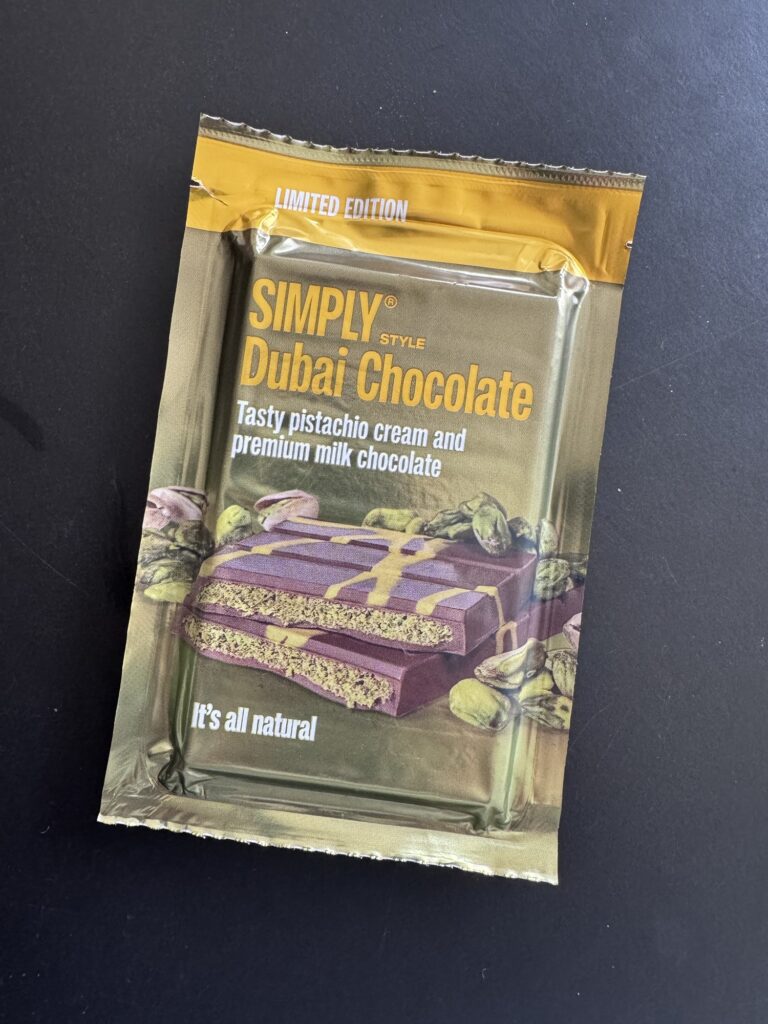 LIMITED EDITION
SIMPLY®
STYLE
Dubai Chocolate
Tasty pistachio cream and
premium milk chocolate
It's all natural